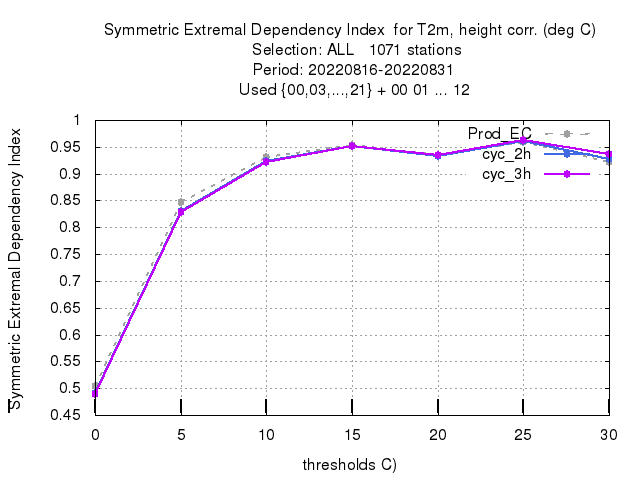 Symmetric Extremal Dependency Index  for T2m, height corr. (deg C)
Selection: ALL   1071 stations
Period: 20220816-20220831
Used {00,03,...,21} + 00 01 ... 12
Symmetric Extremal Dependency Index
1
0.95
0.9
0.85
0.8
0.75
0.7
0.65
0.6
0.55
0.5
0.45
Prod_EC
cyc_2h
cyc_3h
0 5 10 15 20 25 30
thresholds C)